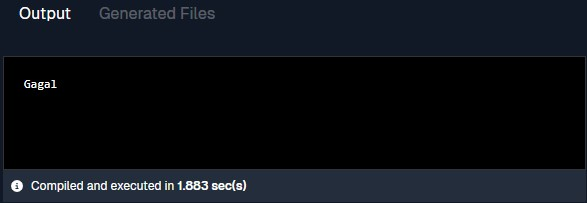 Output Generated Files
Gagal
Compiled and executed in 1.883 sec(s)